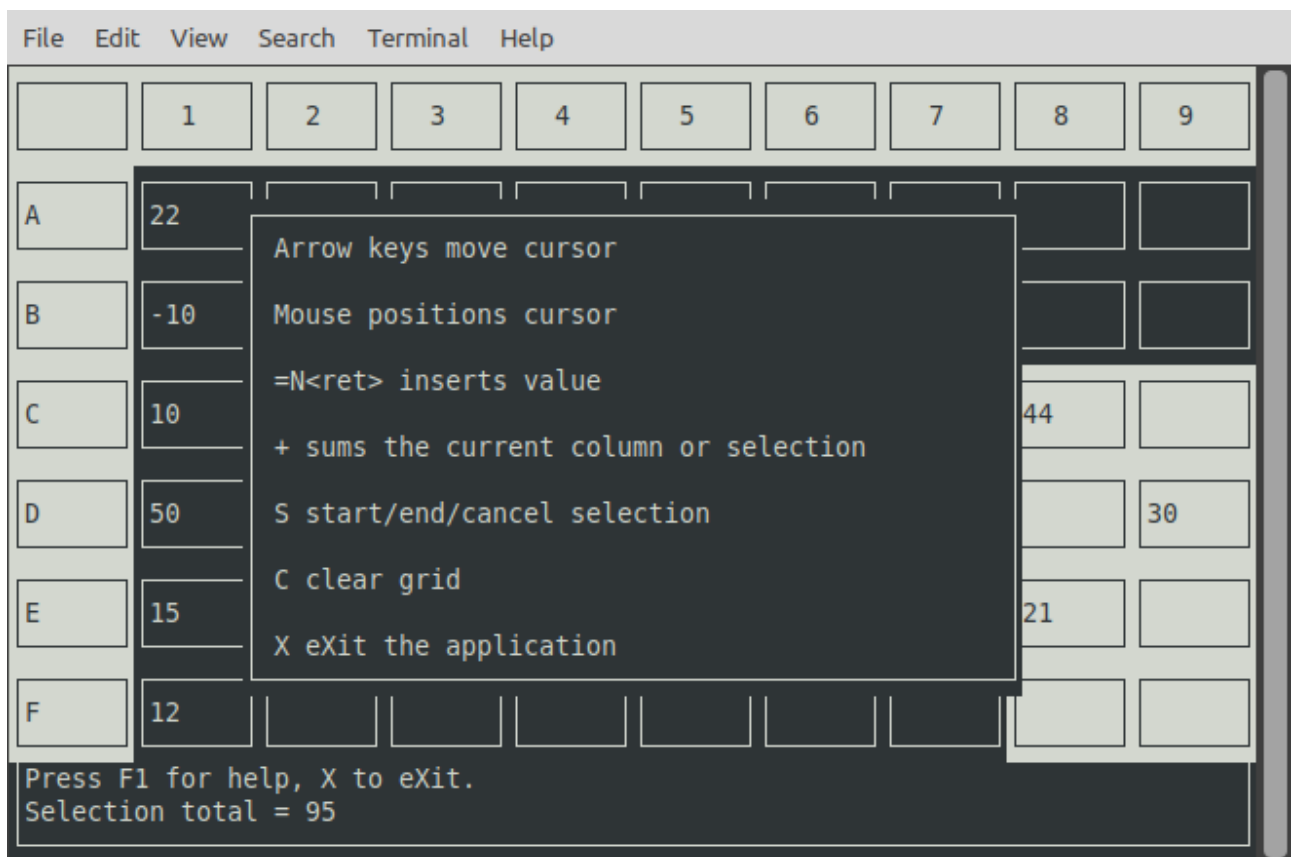 File Edit View Search Terminal Help
1 2 3 4 5 6 7 8 9
A 22
Arrow keys move cursor
B -10
Mouse positions cursor
=N<ret> inserts value
C 10 44
+ sums the current column or selection
D 50 S start/end/cancel selection 30
C clear grid
E 15 21
X eXit the application
F 12
Press F1 for help, X to eXit.
Selection total = 95